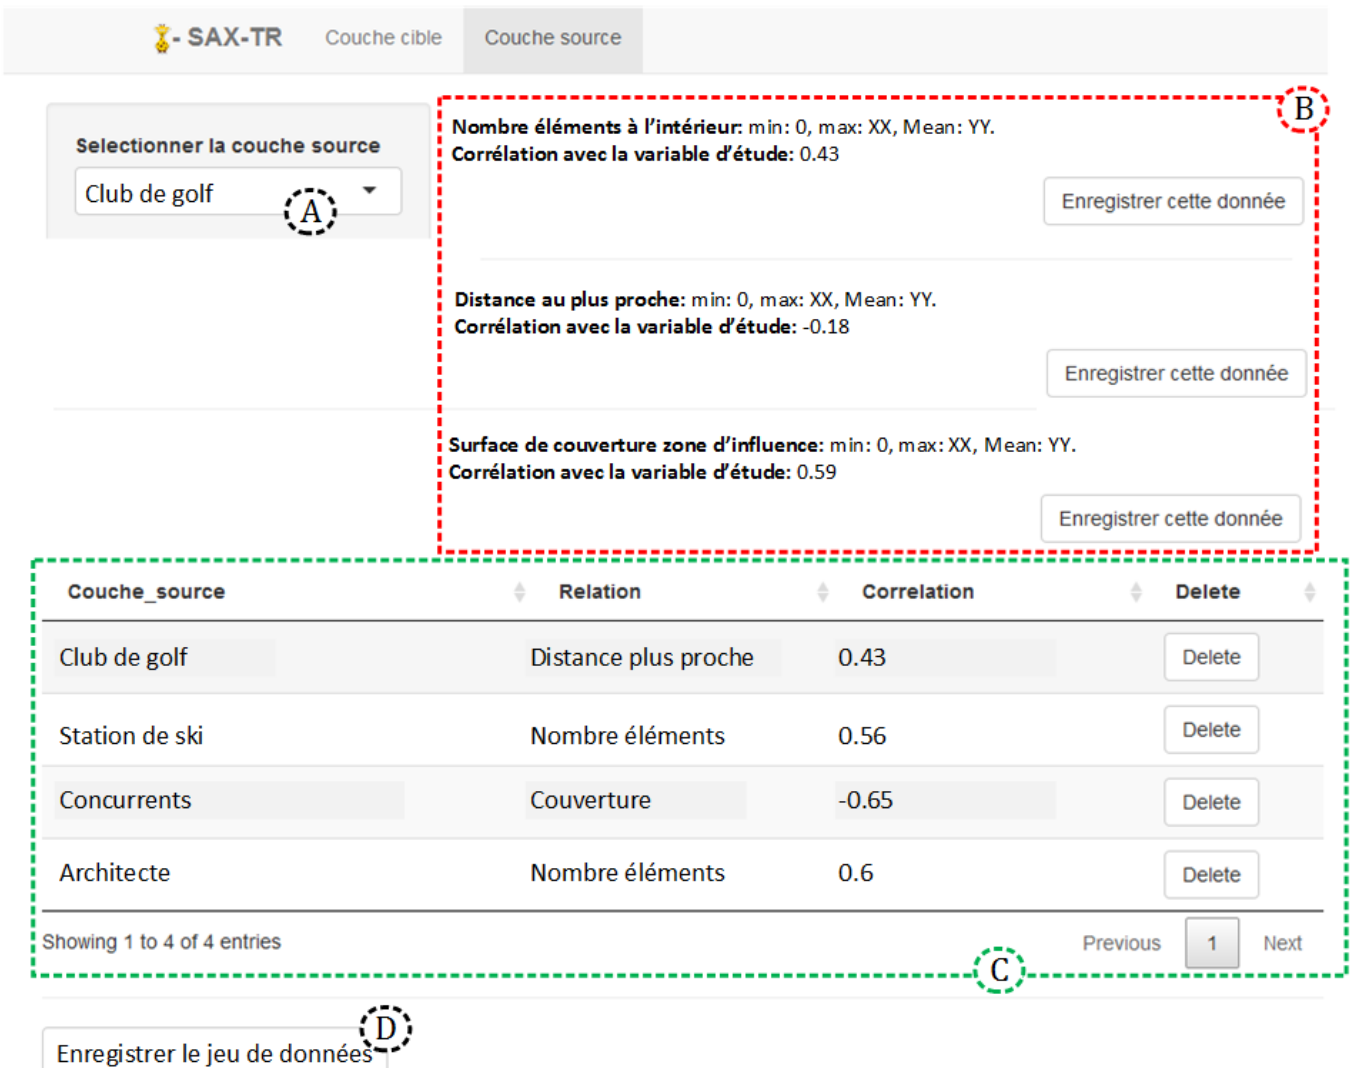 - SAX-TR Couche cible Couche source
Selectionner la couche source
Club de golf
A
B
Nombre éléments à l'intérieur: min: 0, max: XX, Mean: YY.
Corrélation avec la variable d'étude: 0.43
Enregistrer cette donnée
Distance au plus proche: min: 0, max: XX, Mean: YY.
Corrélation avec la variable d'étude: -0.18
Enregistrer cette donnée
Surface de couverture zone d'influence: min: 0, max: XX, Mean: YY.
Corrélation avec la variable d'étude: 0.59
Enregistrer cette donnée
Couche_source Relation Correlation Delete
Club de golf Distance plus proche 0.43 Delete
Station de ski Nombre éléments 0.56 Delete
Concurrents Couverture -0.65 Delete
Architecte Nombre éléments 0.6 Delete
Showing 1 to 4 of 4 entries Previous 1 Next
C
D
Enregistrer le jeu de données